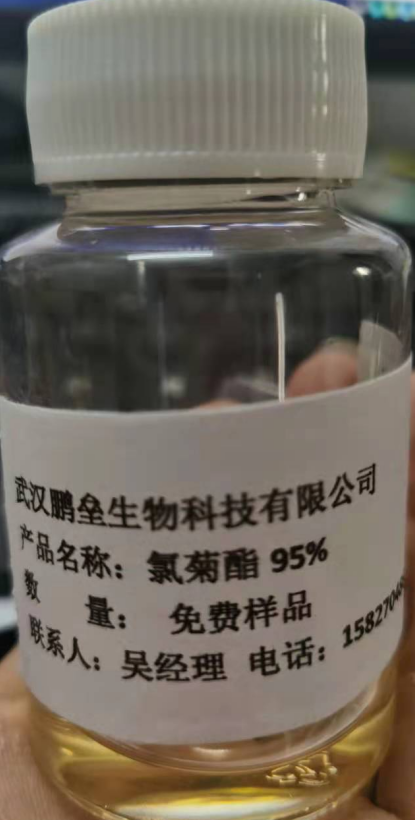 武汉鹏垒生物科技有限公司
产品名称：氯菊酯 95%
数 量：免费样品
联系人：吴经理 电话：1582704